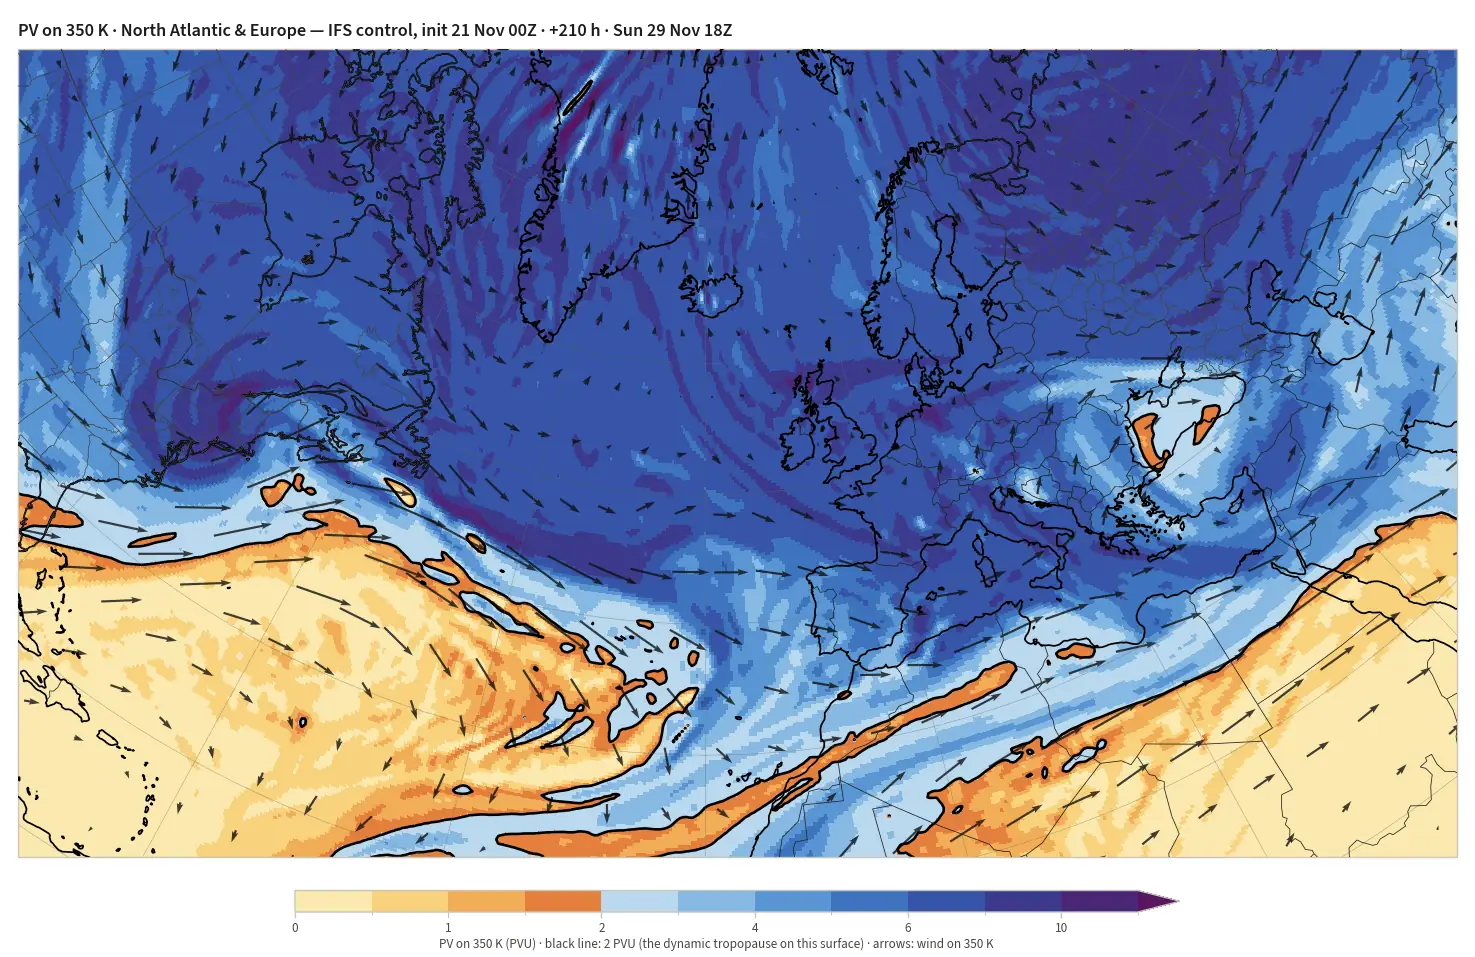 PV on 350 K · North Atlantic & Europe — IFS control, init 21 Nov 00Z · +210 h · Sun 29 Nov 18Z
0 1 2 4 6 10
PV on 350 K (PVU) · black line: 2 PVU (the dynamic tropopause on this surface) · arrows: wind on 350 K